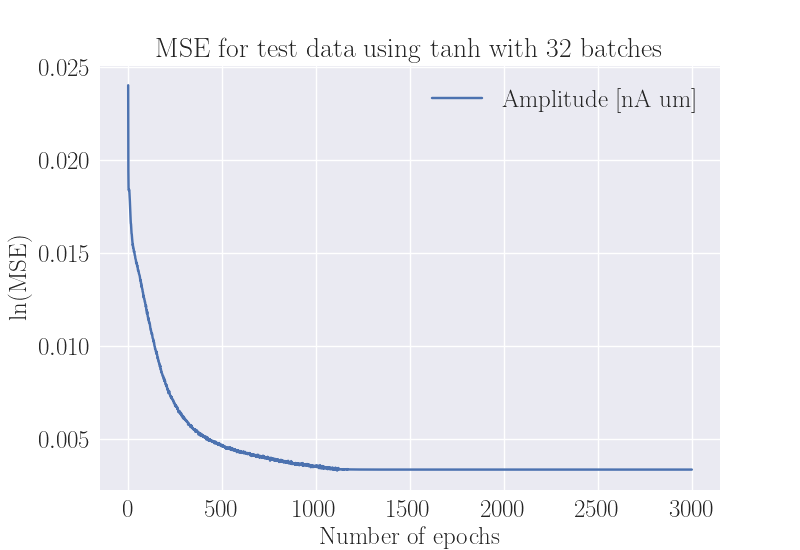 MSE for test data using tanh with 32 batches
Amplitude [nA um]
0.025
0.020
0.015
0.010
0.005
ln(MSE)
0 500 1000 1500 2000 2500 3000
Number of epochs